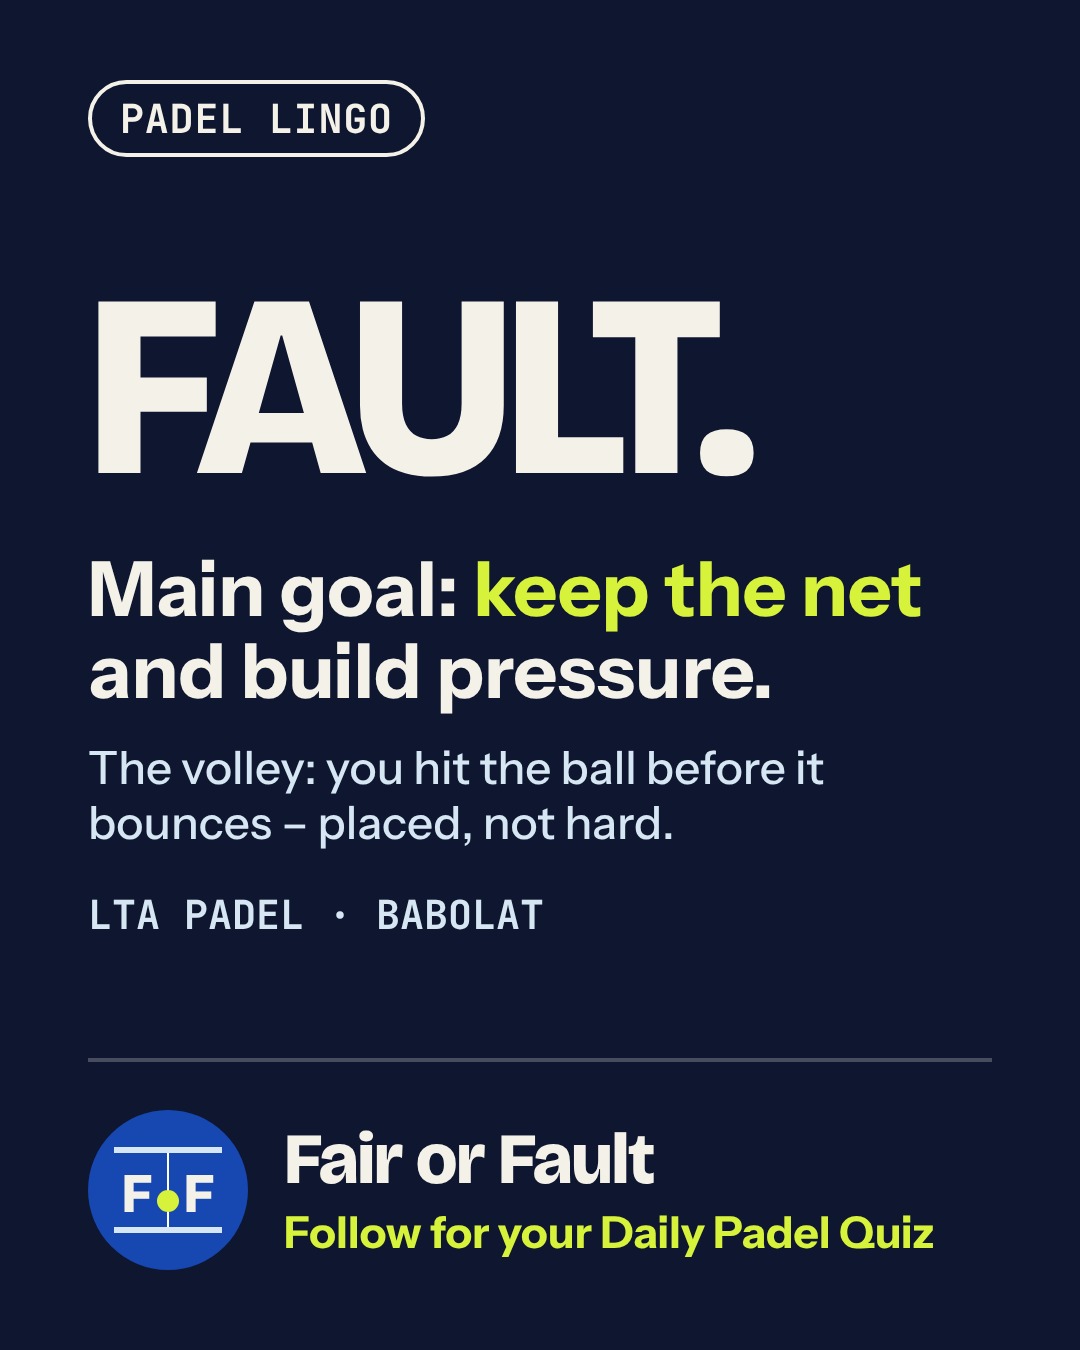 PADEL LINGO
FAULT.
Main goal: keep the net
and build pressure.
The volley: you hit the ball before it
bounces – placed, not hard.
LTA PADEL · BABOLAT
F F
Fair or Fault
Follow for your Daily Padel Quiz